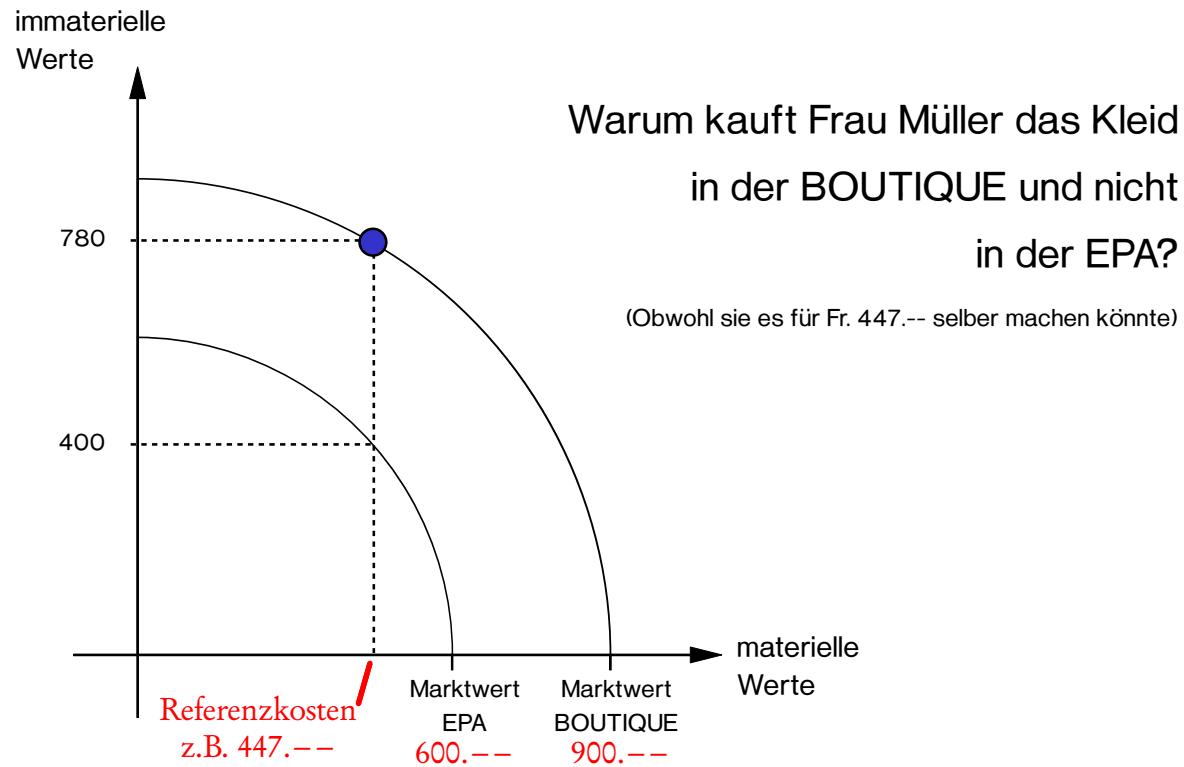 immaterielle
Werte
Warum kauft Frau Müller das Kleid
in der BOUTIQUE und nicht
in der EPA?
(Obwohl sie es für Fr. 447.-- selber machen könnte)
780
400
materielle
Werte
Referenzkosten
z.B. 447.--
Marktwert
EPA
600.--
Marktwert
BOUTIQUE
900.--